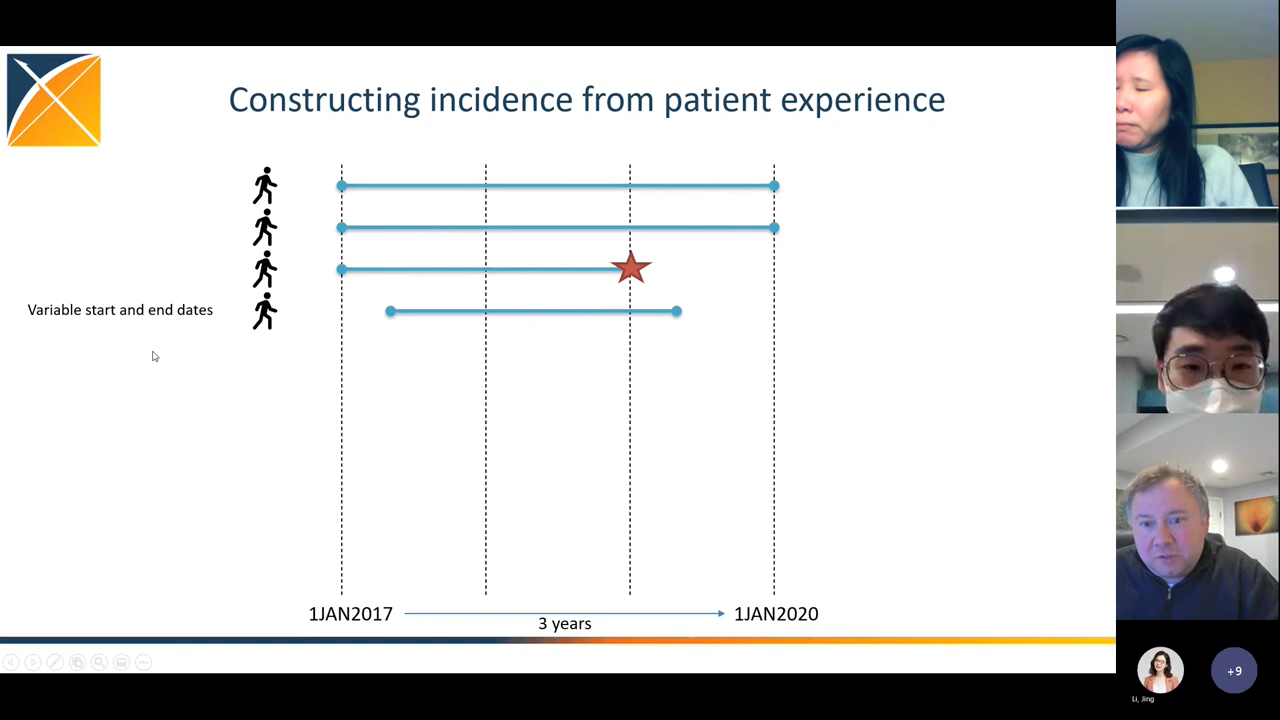 Constructing incidence from patient experience
Variable start and end dates
1JAN2017
1JAN2020
3 years
+9
Li, Jing